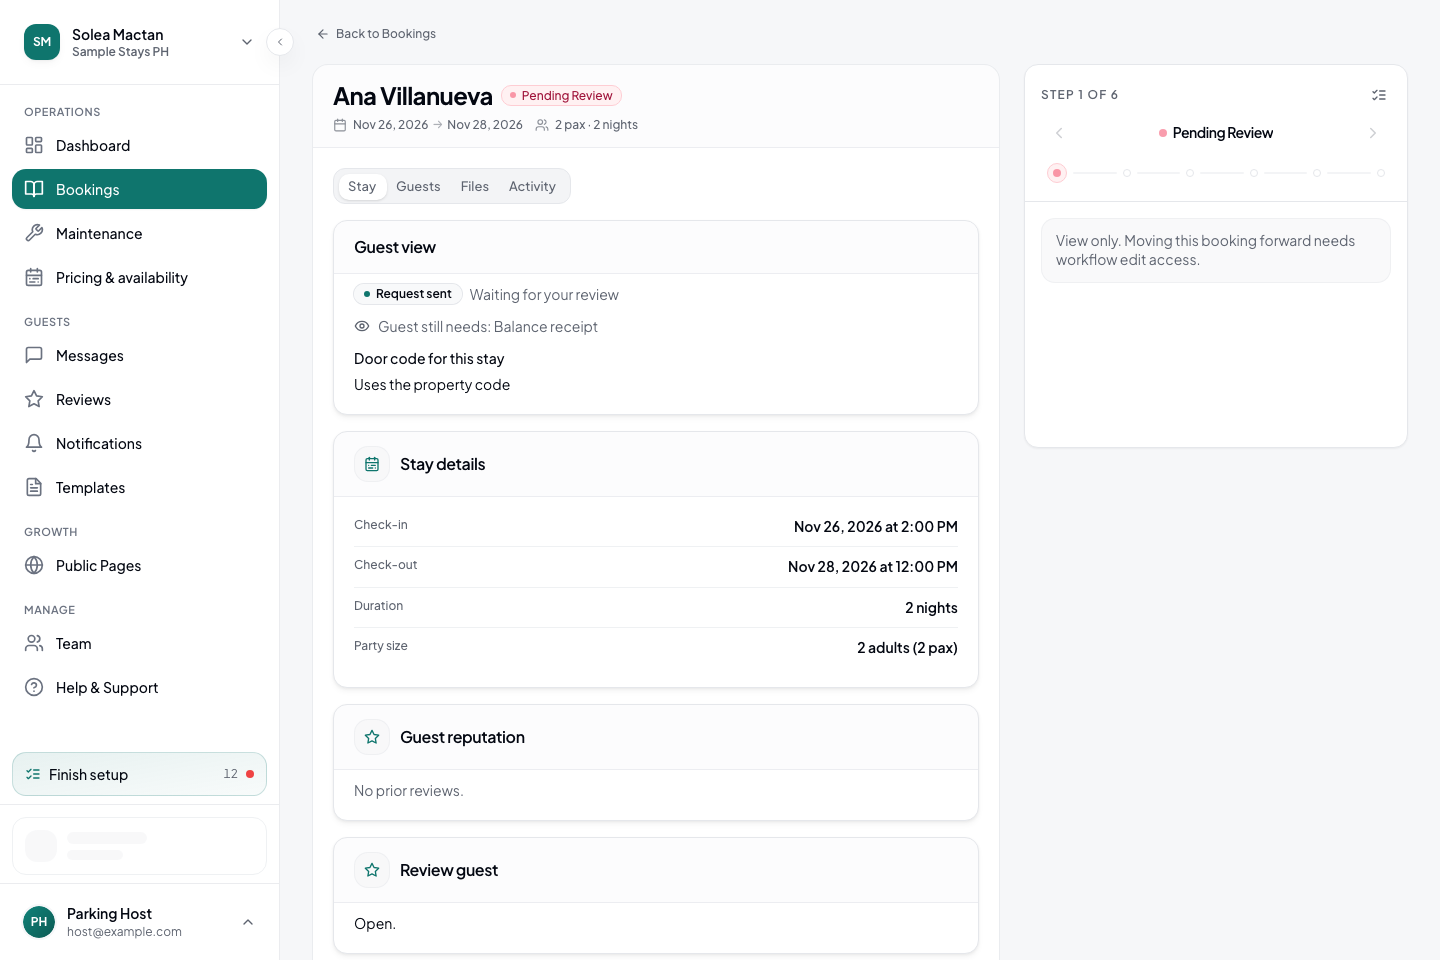 SM
Solea Mactan
Sample Stays PH
OPERATIONS
Dashboard
Bookings
Maintenance
Pricing & availability
GUESTS
Messages
Reviews
Notifications
Templates
GROWTH
Public Pages
MANAGE
Team
Help & Support
Finish setup 12
PH
Parking Host
host@example.com
Back to Bookings
Ana Villanueva Pending Review
Nov 26, 2026 → Nov 28, 2026 2 pax · 2 nights
Stay Guests Files Activity
Guest view
Request sent Waiting for your review
Guest still needs: Balance receipt
Door code for this stay
Uses the property code
Stay details
Check-in Nov 26, 2026 at 2:00 PM
Check-out Nov 28, 2026 at 12:00 PM
Duration 2 nights
Party size 2 adults (2 pax)
Guest reputation
No prior reviews.
Review guest
Open.
STEP 1 OF 6
Pending Review
View only. Moving this booking forward needs
workflow edit access.